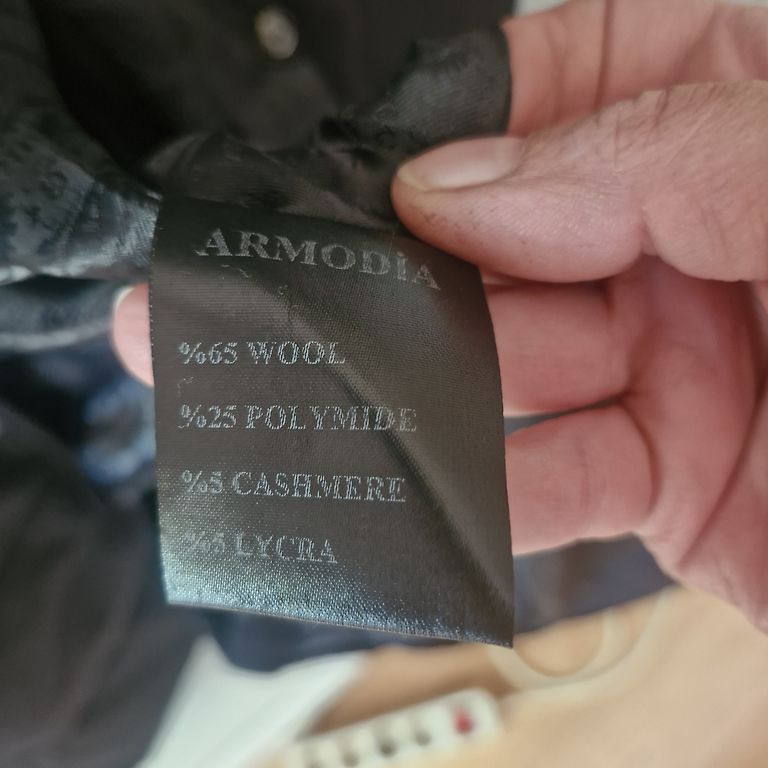 ARMODİA
%65 WOOL
%25 POLYMIDE
%5 CASHMERE
%5 LYCRA